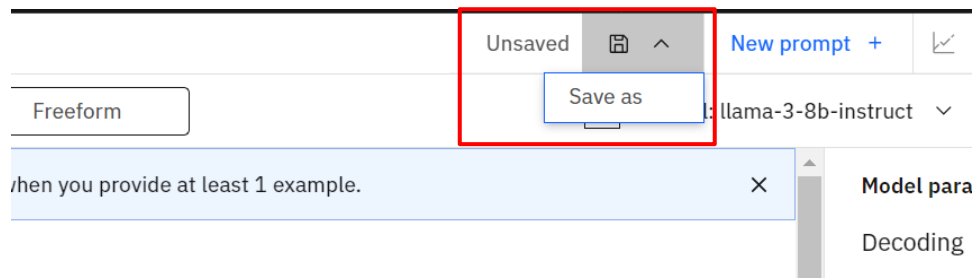 Unsaved
New prompt +
Save as
Freeform
: llama-3-8b-instruct
when you provide at least 1 example.
Model para
Decoding